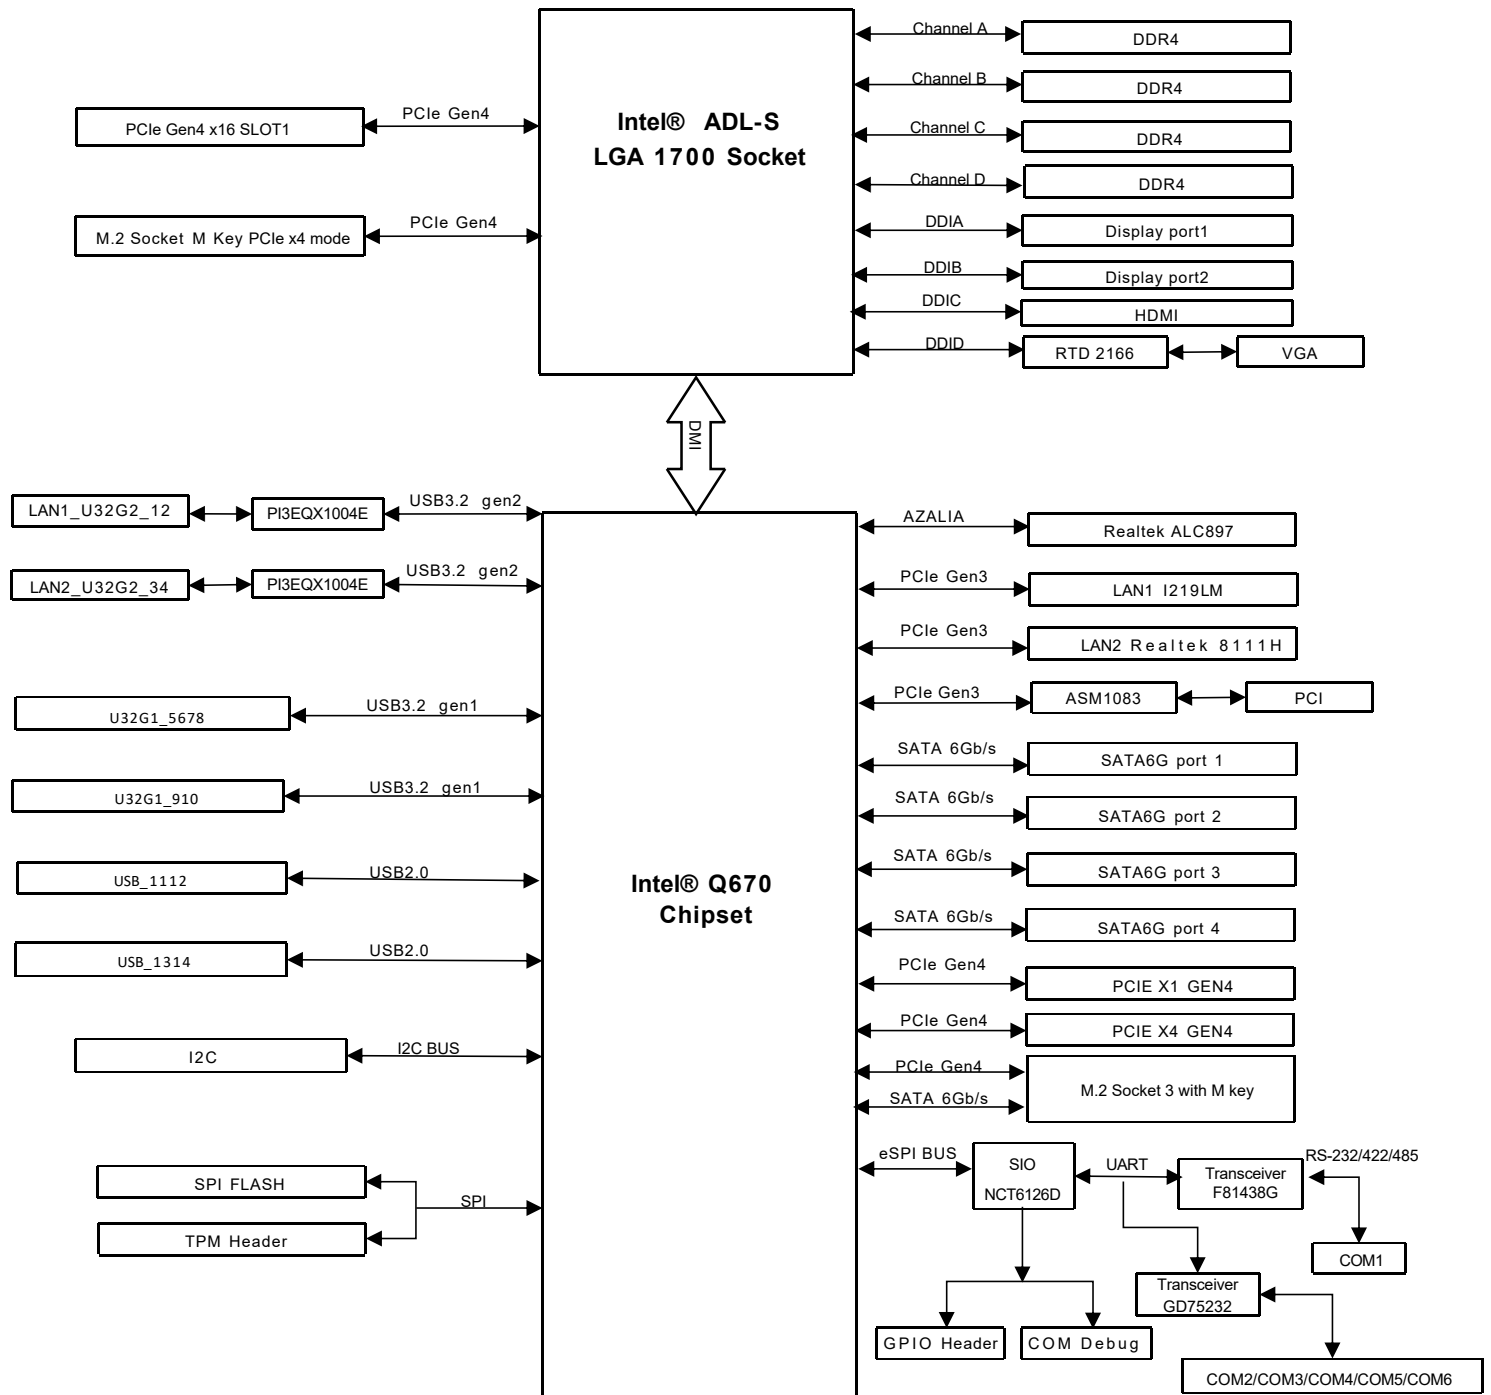 Channel A
DDR4
Channel B
DDR4
PCIe Gen4 x16 SLOT1
PCIe Gen4
Intel® ADL-S
LGA 1700 Socket
Channel C
DDR4
Channel D
DDR4
M.2 Socket M Key PCIe x4 mode
PCIe Gen4
DDIA
Display port1
DDIB
Display port2
DDIC
HDMI
DDID
RTD 2166
VGA
DMI
LAN1_U32G2_12
PI3EQX1004E
USB3.2 gen2
LAN2_U32G2_34
PI3EQX1004E
USB3.2 gen2
U32G1_5678
USB3.2 gen1
U32G1_910
USB3.2 gen1
USB_1112
USB2.0
USB_1314
USB2.0
I2C
I2C BUS
SPI FLASH
TPM Header
SPI
Intel® Q670
Chipset
AZALIA
Realtek ALC897
PCIe Gen3
LAN1 I219LM
PCIe Gen3
LAN2 Realtek 8111H
PCIe Gen3
ASM1083
PCI
SATA 6Gb/s
SATA6G port 1
SATA 6Gb/s
SATA6G port 2
SATA 6Gb/s
SATA6G port 3
SATA 6Gb/s
SATA6G port 4
PCIe Gen4
PCIE X1 GEN4
PCIe Gen4
PCIE X4 GEN4
PCIe Gen4
SATA 6Gb/s
M.2 Socket 3 with M key
eSPI BUS
SIO
NCT6126D
UART
Transceiver
F81438G
RS-232/422/485
COM1
Transceiver
GD75232
GPIO Header
COM Debug
COM2/COM3/COM4/COM5/COM6